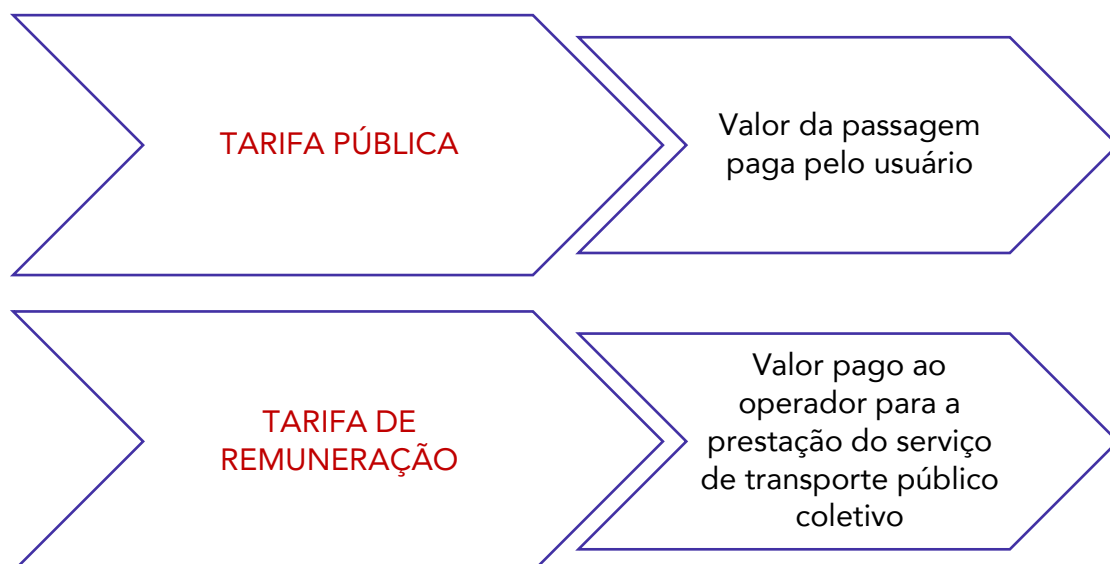 TARIFA PÚBLICA
Valor da passagem
paga pelo usuário
TARIFA DE
REMUNERAÇÃO
Valor pago ao
operador para a
prestação do serviço
de transporte público
coletivo